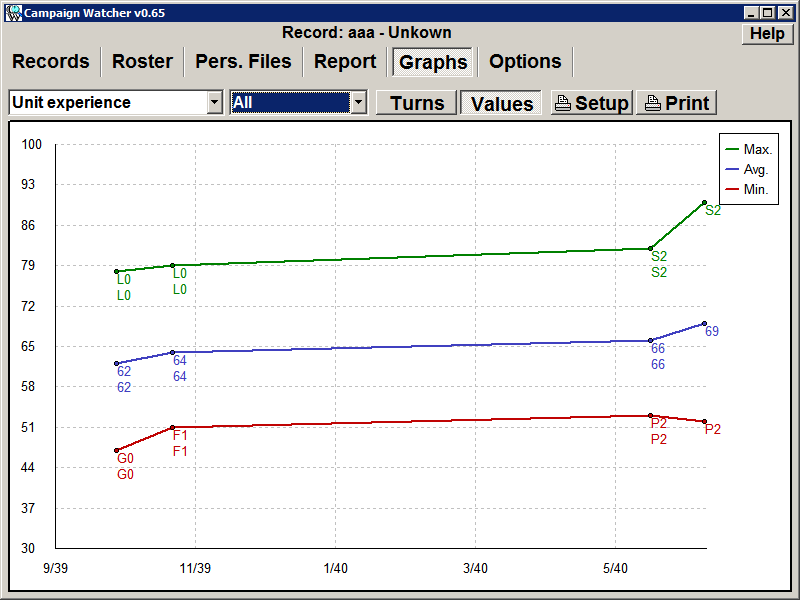 Campaign Watcher v0.65
Record: aaa - Unkown
Help
Records Roster Pers. Files Report Graphs Options
Unit experience All Turns Values Setup Print
100
93
86
79
72
65
58
51
44
37
30
9/39 11/39 1/40 3/40 5/40
Max.
Avg.
Min.
L0
L0
L0
L0
S2
S2
S2
62
62
64
64
66
66
69
G0
G0
F1
F1
P2
P2
P2